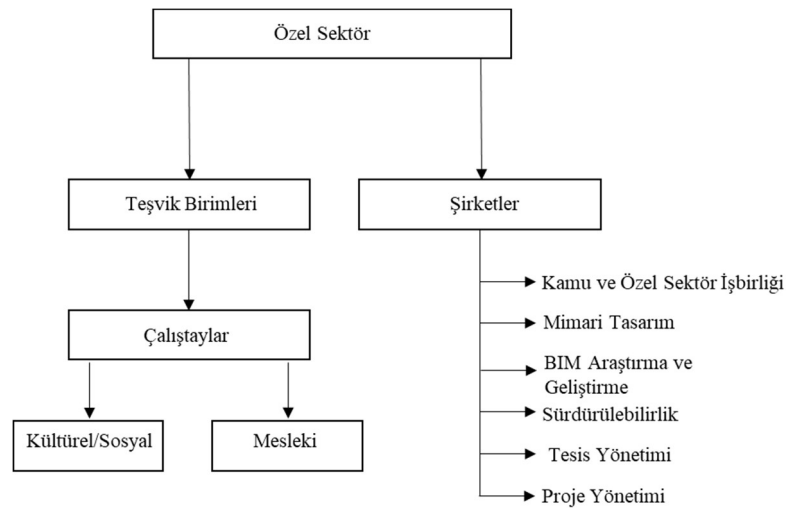 Özel Sektör
Teşvik Birimleri
Şirketler
Çalıştaylar
Kültürel/Sosyal
Mesleki
Kamu ve Özel Sektör İşbirliği
Mimari Tasarım
BIM Araştırma ve
Geliştirme
Sürdürülebilirlik
Tesis Yönetimi
Proje Yönetimi